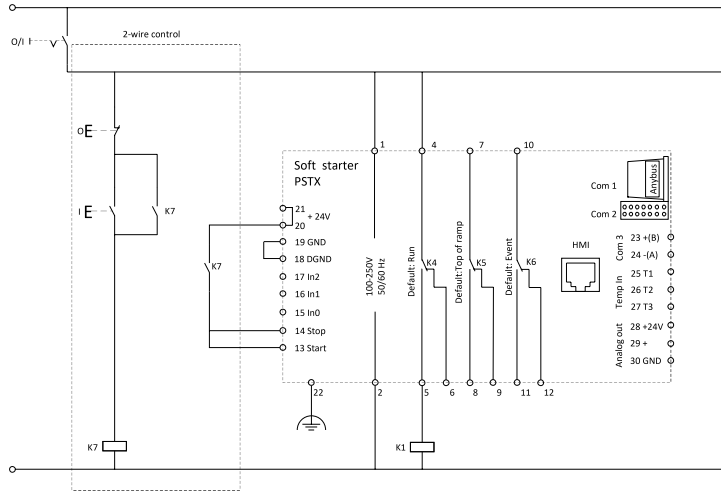 2-wire control
O/I
O
I
K7
K7
K7
1
4
7
10
Soft starter
PSTX
21
+ 24V
20
19 GND
18 DGND
17 In2
16 In1
15 In0
14 Stop
13 Start
22
100-250V
50/60 Hz
Default: Run
K4
Default:Top of ramp
K5
Default: Event
K6
HMI
Com 1
Anybus
Com 2
Com 3
23 +(B)
24 -(A)
Temp In
25 T1
26 T2
27 T3
Analog out
28 +24V
29 +
30 GND
2
5
6
8
9
11
12
K1